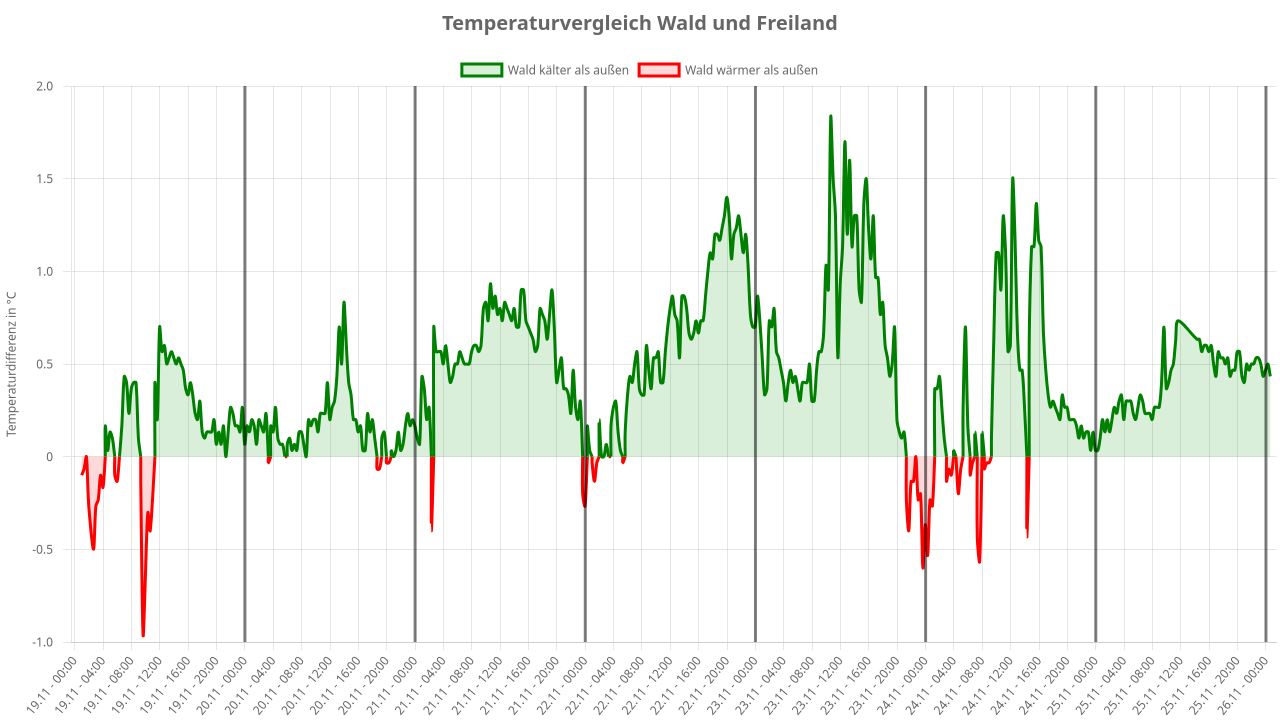 Temperaturvergleich Wald und Freiland
Wald kälter als außen
Wald wärmer als außen
Temperaturdifferenz in °C
2.0
1.5
1.0
0.5
0
-0.5
-1.0
19.11 - 00:00
19.11 - 04:00
19.11 - 08:00
19.11 - 12:00
19.11 - 16:00
19.11 - 20:00
20.11 - 00:00
20.11 - 04:00
20.11 - 08:00
20.11 - 12:00
20.11 - 16:00
20.11 - 20:00
21.11 - 00:00
21.11 - 04:00
21.11 - 08:00
21.11 - 12:00
21.11 - 16:00
21.11 - 20:00
22.11 - 00:00
22.11 - 04:00
22.11 - 08:00
22.11 - 12:00
22.11 - 16:00
22.11 - 20:00
23.11 - 00:00
23.11 - 04:00
23.11 - 08:00
23.11 - 12:00
23.11 - 16:00
23.11 - 20:00
24.11 - 00:00
24.11 - 04:00
24.11 - 08:00
24.11 - 12:00
24.11 - 16:00
24.11 - 20:00
25.11 - 00:00
25.11 - 04:00
25.11 - 08:00
25.11 - 12:00
25.11 - 16:00
25.11 - 20:00
26.11 - 00:00